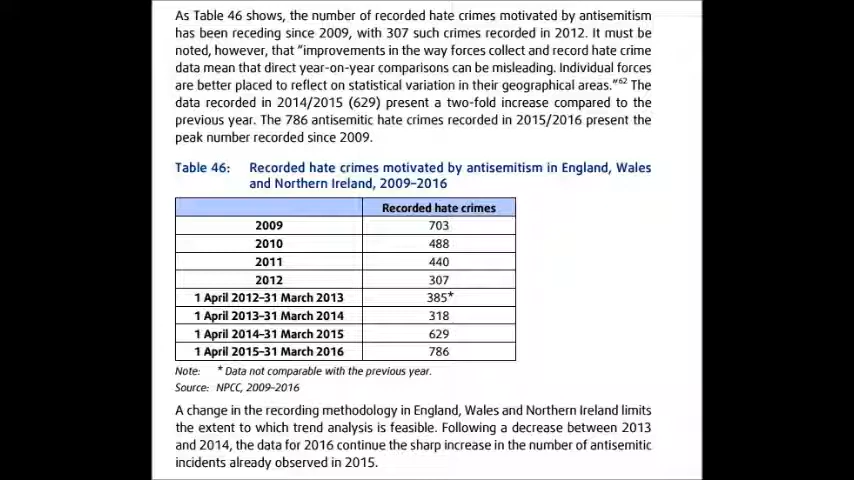 As Table 46 shows, the number of recorded hate crimes motivated by antisemitism
has been receding since 2009, with 307 such crimes recorded in 2012. It must be
noted, however, that “improvements in the way forces collect and record hate crime
data mean that direct year-on-year comparisons can be misleading. Individual forces
are better placed to reflect on statistical variation in their geographical areas.”62 The
data recorded in 2014/2015 (629) present a two-fold increase compared to the
previous year. The 786 antisemitic hate crimes recorded in 2015/2016 present the
peak number recorded since 2009.
Table 46: Recorded hate crimes motivated by antisemitism in England, Wales
and Northern Ireland, 2009–2016
Recorded hate crimes
2009 703
2010 488
2011 440
2012 307
1 April 2012–31 March 2013 385*
1 April 2013–31 March 2014 318
1 April 2014–31 March 2015 629
1 April 2015–31 March 2016 786
Note: * Data not comparable with the previous year.
Source: NPCC, 2009–2016
A change in the recording methodology in England, Wales and Northern Ireland limits
the extent to which trend analysis is feasible. Following a decrease between 2013
and 2014, the data for 2016 continue the sharp increase in the number of antisemitic
incidents already observed in 2015.